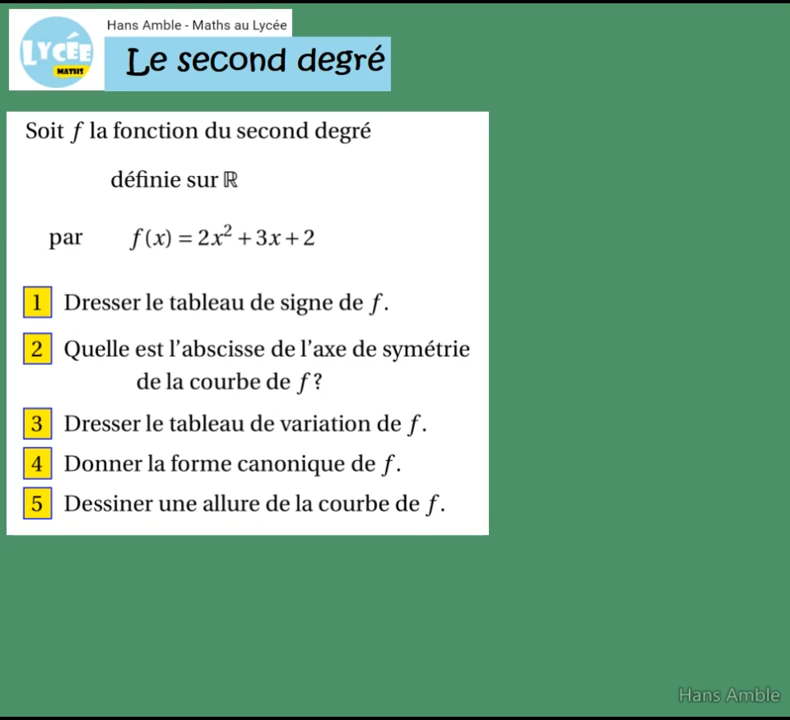 Hans Amble - Maths au Lycée
LYCÉE
MATHS
Le second degré
Soit f la fonction du second degré
définie sur ℝ
par f(x) = 2x² + 3x + 2
1 Dresser le tableau de signe de f.
2 Quelle est l'abscisse de l'axe de symétrie
de la courbe de f ?
3 Dresser le tableau de variation de f.
4 Donner la forme canonique de f.
5 Dessiner une allure de la courbe de f.
Hans Amble